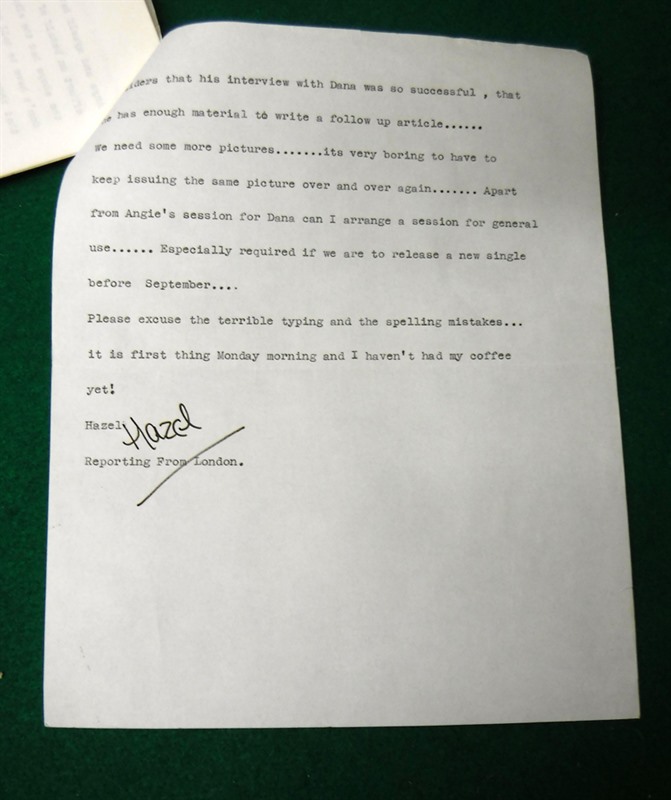 that his interview with Dana was so successful , that
has enough material to write a follow up article......
we need some more pictures.......its very boring to have to
keep issuing the same picture over and over again....... Apart
from Angie's session for Dana can I arrange a session for general
use...... Especially required if we are to release a new single
before September....
Please excuse the terrible typing and the spelling mistakes...
it is first thing Monday morning and I haven't had my coffee
yet!
Hazel Hazel
Reporting From London.